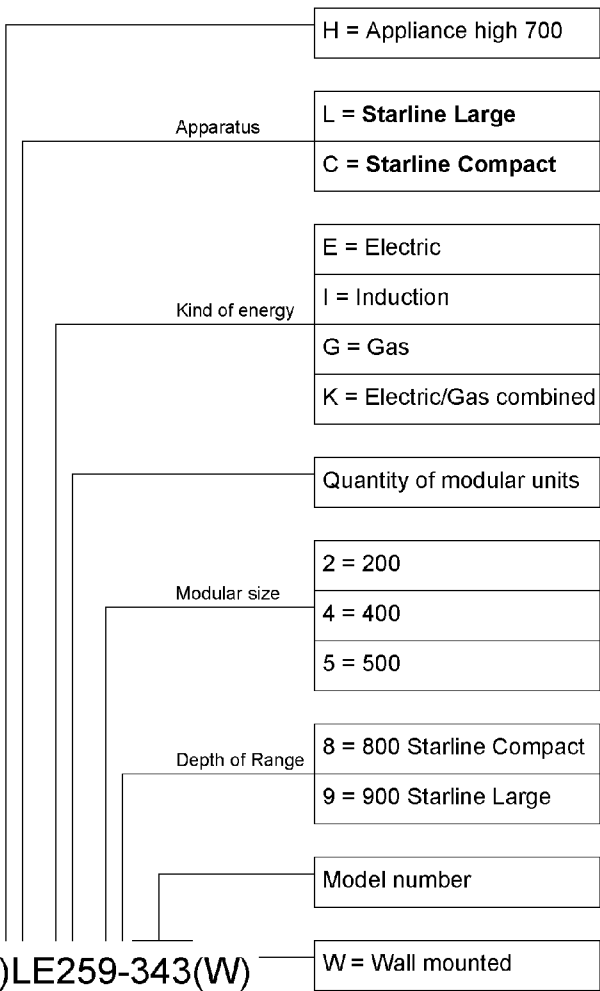 H = Appliance high 700
Apparatus
L = Starline Large
C = Starline Compact
Kind of energy
E = Electric
I = Induction
G = Gas
K = Electric/Gas combined
Quantity of modular units
Modular size
2 = 200
4 = 400
5 = 500
Depth of Range
8 = 800 Starline Compact
9 = 900 Starline Large
Model number
)LE259-343(W)
W = Wall mounted